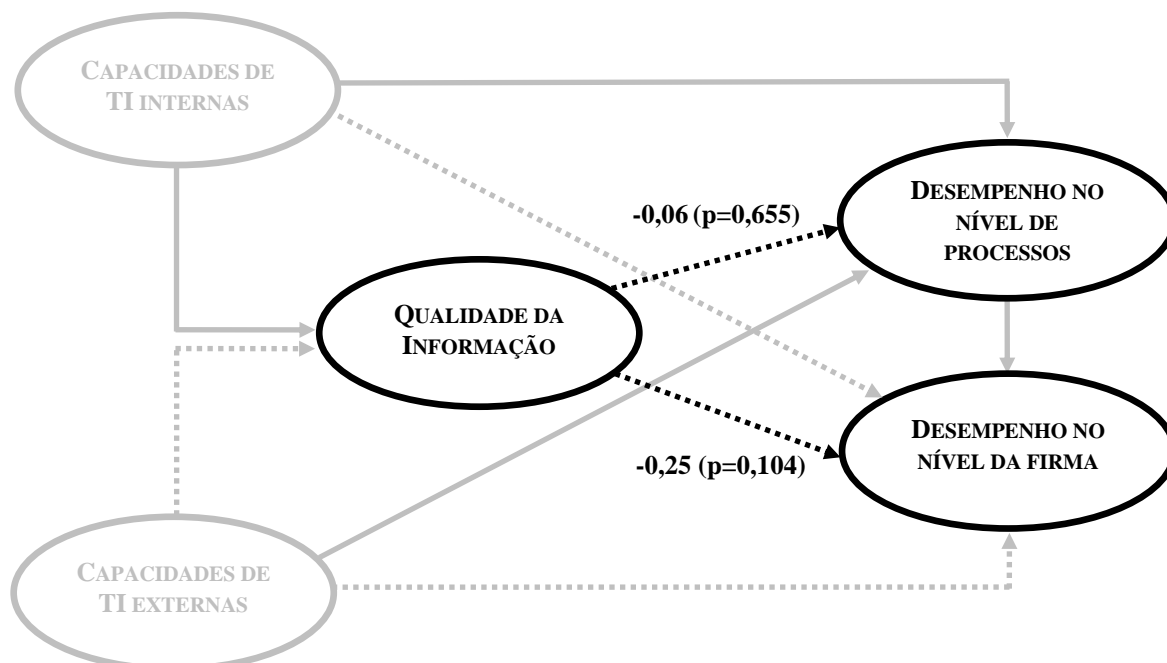 CAPACIDADES DE
TI INTERNAS
DESEMPENHO NO
NÍVEL DE
PROCESSOS
-0,06 (p=0,655)
QUALIDADE DA
INFORMAÇÃO
DESEMPENHO NO
NÍVEL DA FIRMA
-0,25 (p=0,104)
CAPACIDADES DE
TI EXTERNAS